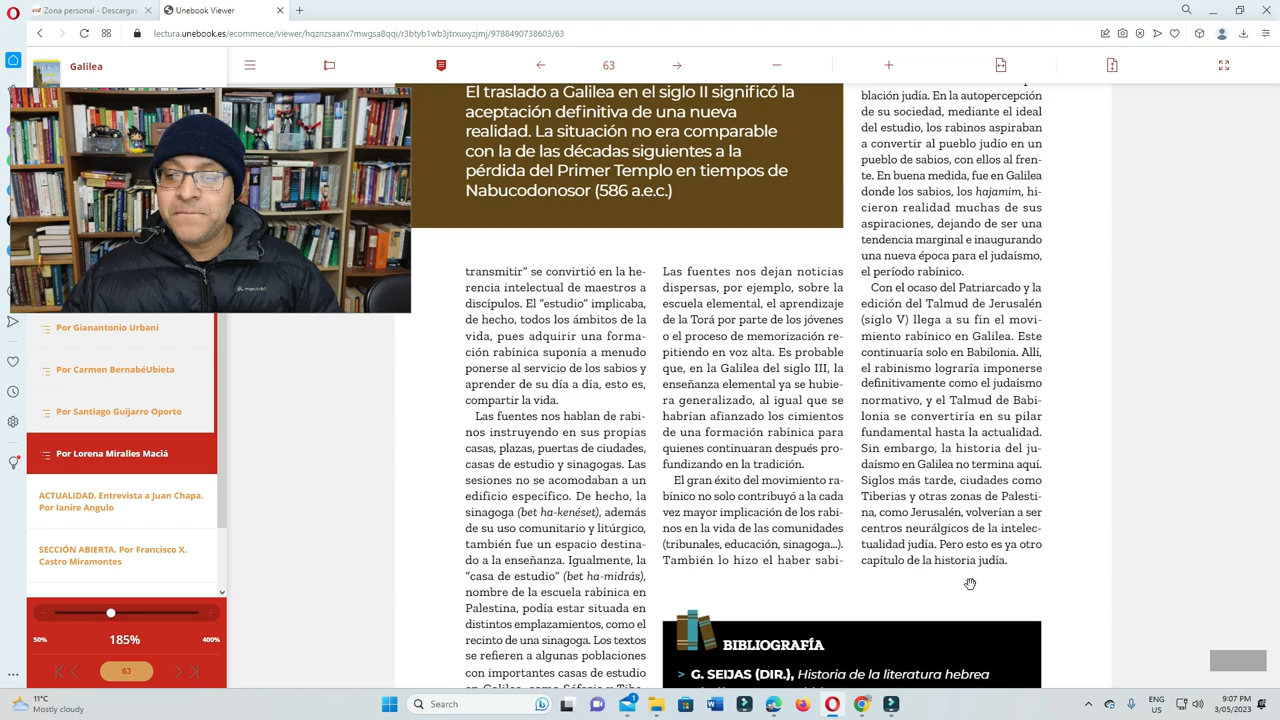 Zona personal - Descargas
Unebook Viewer
lectura.unebook.es/ecommerce/viewer/hqznzsaanx7mwgsa8qqi/r3btyb1wb3jtrxuxyzjmj/9788490738603/63
Galilea
63
El traslado a Galilea en el siglo II significó la
aceptación definitiva de una nueva
realidad. La situación no era comparable
con la de las décadas siguientes a la
pérdida del Primer Templo en tiempos de
Nabucodonosor (586 a.e.c.)
transmitir" se convirtió en la he-
rencia intelectual de maestros a
discípulos. El "estudio" implicaba,
de hecho, todos los ámbitos de la
vida, pues adquirir una forma-
ción rabínica suponía a menudo
ponerse al servicio de los sabios y
aprender de su día a día, esto es,
compartir la vida.
Las fuentes nos hablan de rabi-
nos instruyendo en sus propias
casas, plazas, puertas de ciudades,
casas de estudio y sinagogas. Las
sesiones no se acomodaban a un
edificio específico. De hecho, la
sinagoga (bet ha-kenéset), además
de su uso comunitario y litúrgico,
también fue un espacio destina-
do a la enseñanza. Igualmente, la
"casa de estudio" (bet ha-midrás),
nombre de la escuela rabínica en
Palestina, podía estar situada en
distintos emplazamientos, como el
recinto de una sinagoga. Los textos
se refieren a algunas poblaciones
con importantes casas de estudio
Las fuentes nos dejan noticias
dispersas, por ejemplo, sobre la
escuela elemental, el aprendizaje
de la Torá por parte de los jóvenes
o el proceso de memorización re-
pitiendo en voz alta. Es probable
que, en la Galilea del siglo III, la
enseñanza elemental ya se hubie-
ra generalizado, al igual que se
habrían afianzado los cimientos
de una formación rabínica para
quienes continuaran después pro-
fundizando en la tradición.
El gran éxito del movimiento ra-
bínico no solo contribuyó a la cada
vez mayor implicación de los rabi-
nos en la vida de las comunidades
(tribunales, educación, sinagoga...).
También lo hizo el haber sabi-
blación judía. En la autopercepción
de su sociedad, mediante el ideal
del estudio, los rabinos aspiraban
a convertir al pueblo judío en un
pueblo de sabios, con ellos al fren-
te. En buena medida, fue en Galilea
donde los sabios, los hajamim, hi-
cieron realidad muchas de sus
aspiraciones, dejando de ser una
tendencia marginal e inaugurando
una nueva época para el judaísmo,
el período rabínico.
Con el ocaso del Patriarcado y la
edición del Talmud de Jerusalén
(siglo V) llega a su fin el movi-
miento rabínico en Galilea. Este
continuaría solo en Babilonia. Allí,
el rabinismo lograría imponerse
definitivamente como el judaísmo
normativo, y el Talmud de Babi-
lonia se convertiría en su pilar
fundamental hasta la actualidad.
Sin embargo, la historia del ju-
daísmo en Galilea no termina aquí.
Siglos más tarde, ciudades como
Tiberias y otras zonas de Palesti-
na, como Jerusalén, volverían a ser
centros neurálgicos de la intelec-
tualidad judía. Pero esto es ya otro
capítulo de la historia judía.
BIBLIOGRAFÍA
> G. SEIJAS (DIR.), Historia de la literatura hebrea
Por Gianantonio Urbani
Por Carmen BernabéUbieta
Por Santiago Guijarro Oporto
Por Lorena Miralles Maciá
ACTUALIDAD. Entrevista a Juan Chapa.
Por Ianire Angulo
SECCIÓN ABIERTA. Por Francisco X.
Castro Miramontes
50%
185%
400%
63
11°C
Mostly cloudy
Search
ENG
US
9:07 PM
3/05/2023